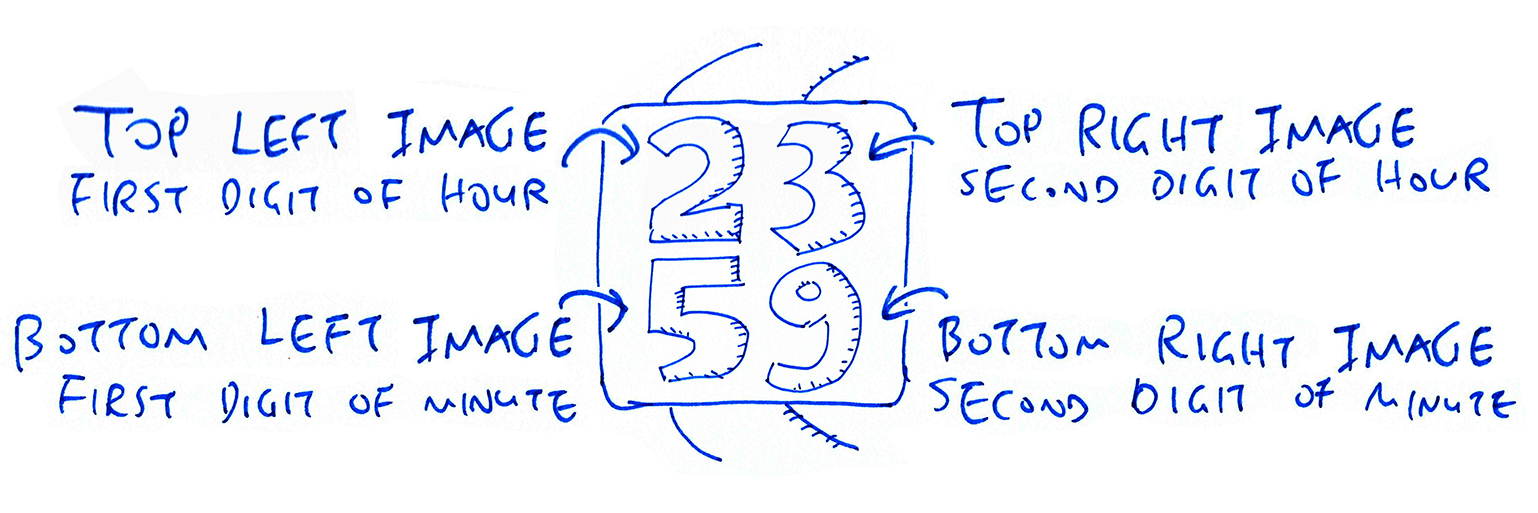 TOP LEFT IMAGE
FIRST DIGIT OF HOUR
23
TOP RIGHT IMAGE
SECOND DIGIT OF HOUR
59
BOTTOM LEFT IMAGE
FIRST DIGIT OF MINUTE
BOTTOM RIGHT IMAGE
SECOND DIGIT OF MINUTE